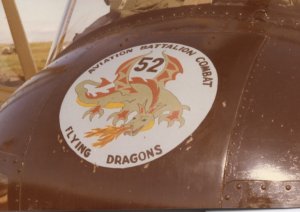 AVIATION BATTALION COMBAT
52
FLYING DRAGONS